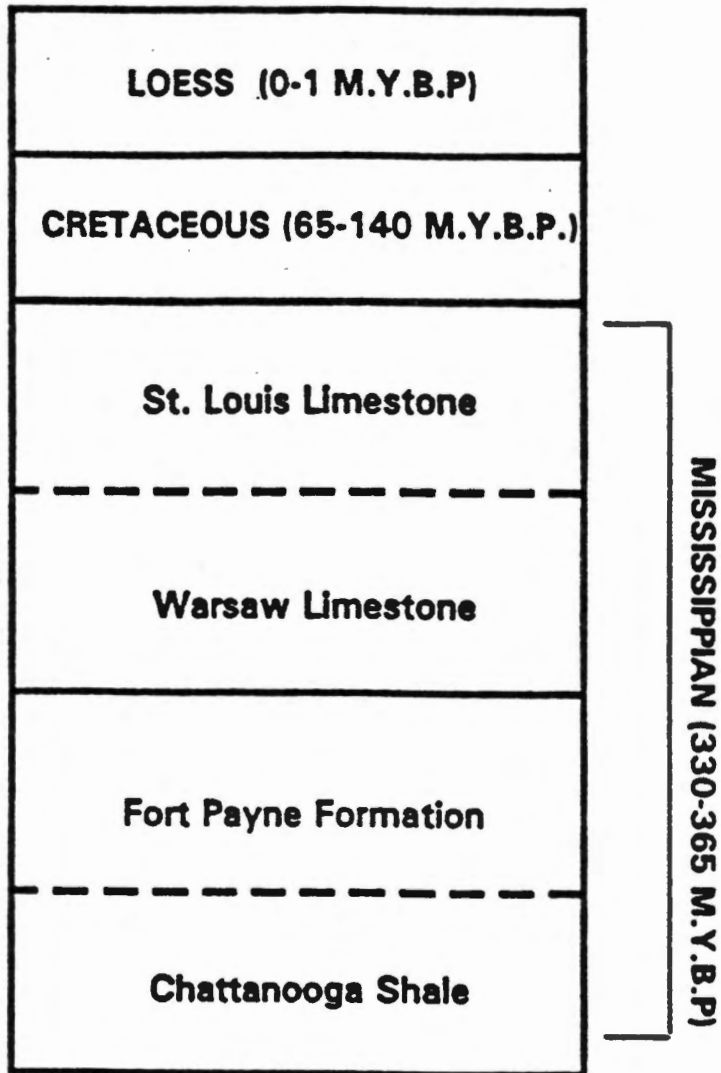 LOESS (0-1 M.Y.B.P)
CRETACEOUS (65-140 M.Y.B.P.)
St. Louis Limestone
Warsaw Limestone
Fort Payne Formation
Chattanooga Shale
MISSISSIPPIAN (330-365 M.Y.B.P)